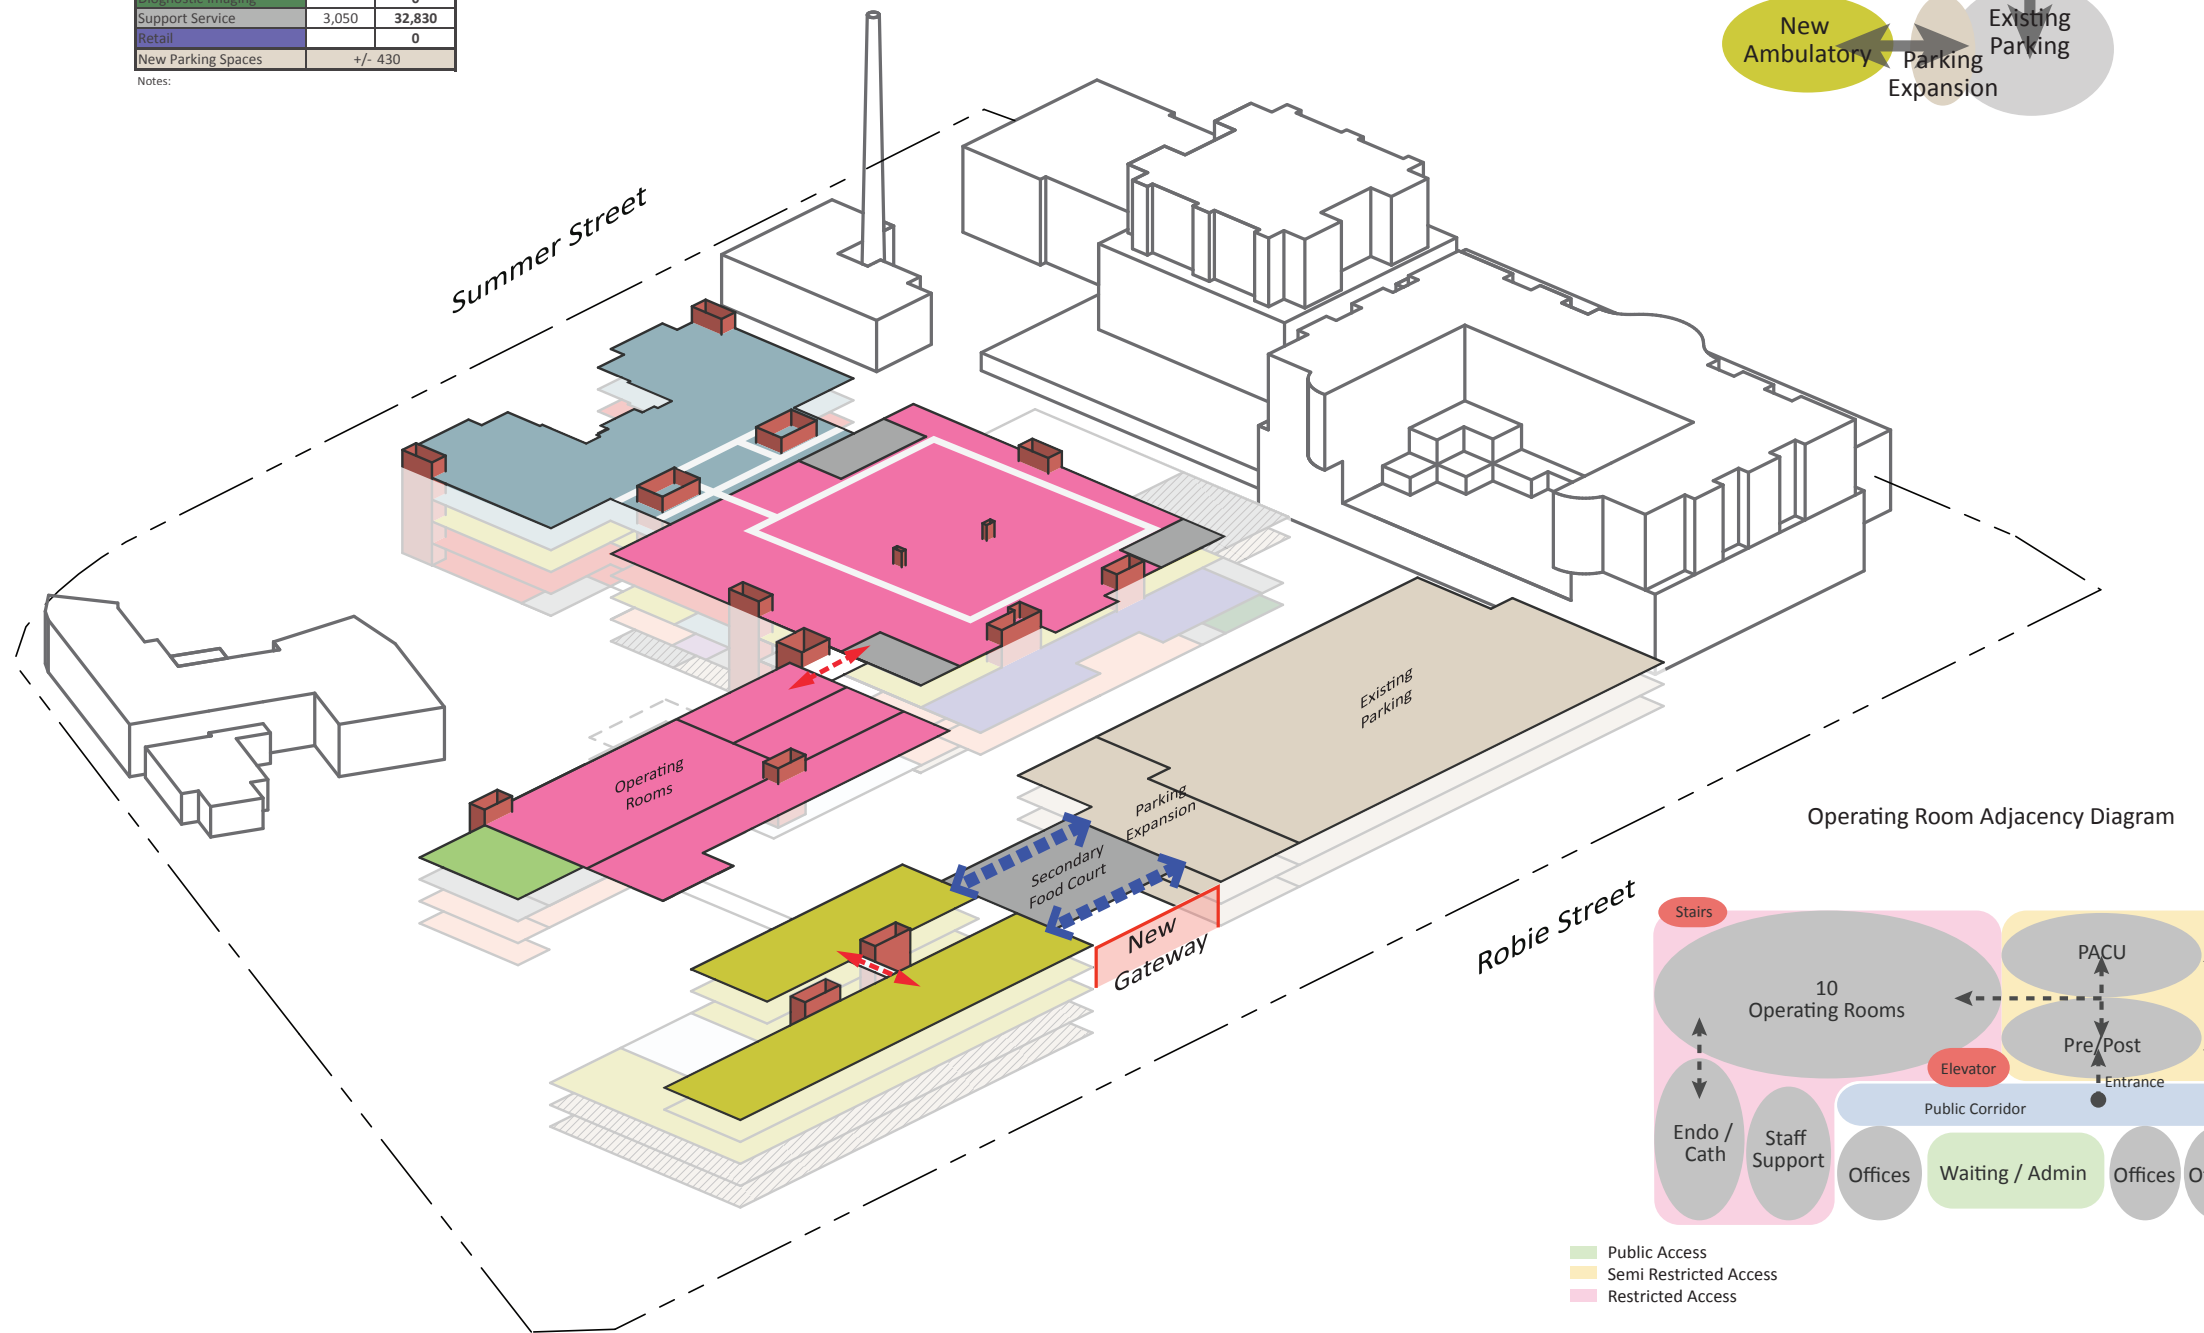 Diagnostic Imaging 0
Support Service 3,050 32,830
Retail 0
New Parking Spaces +/- 430
Notes:
New
Ambulatory
Parking
Expansion
Existing
Parking
Summer Street
Existing
Parking
Operating
Rooms
Parking
Expansion
Secondary
Food Court
New
Gateway
Robie Street
Operating Room Adjacency Diagram
Stairs
PACU
10
Operating Rooms
Pre/Post
Elevator
Entrance
Public Corridor
Endo /
Cath
Staff
Support
Offices
Waiting / Admin
Offices
Public Access
Semi Restricted Access
Restricted Access